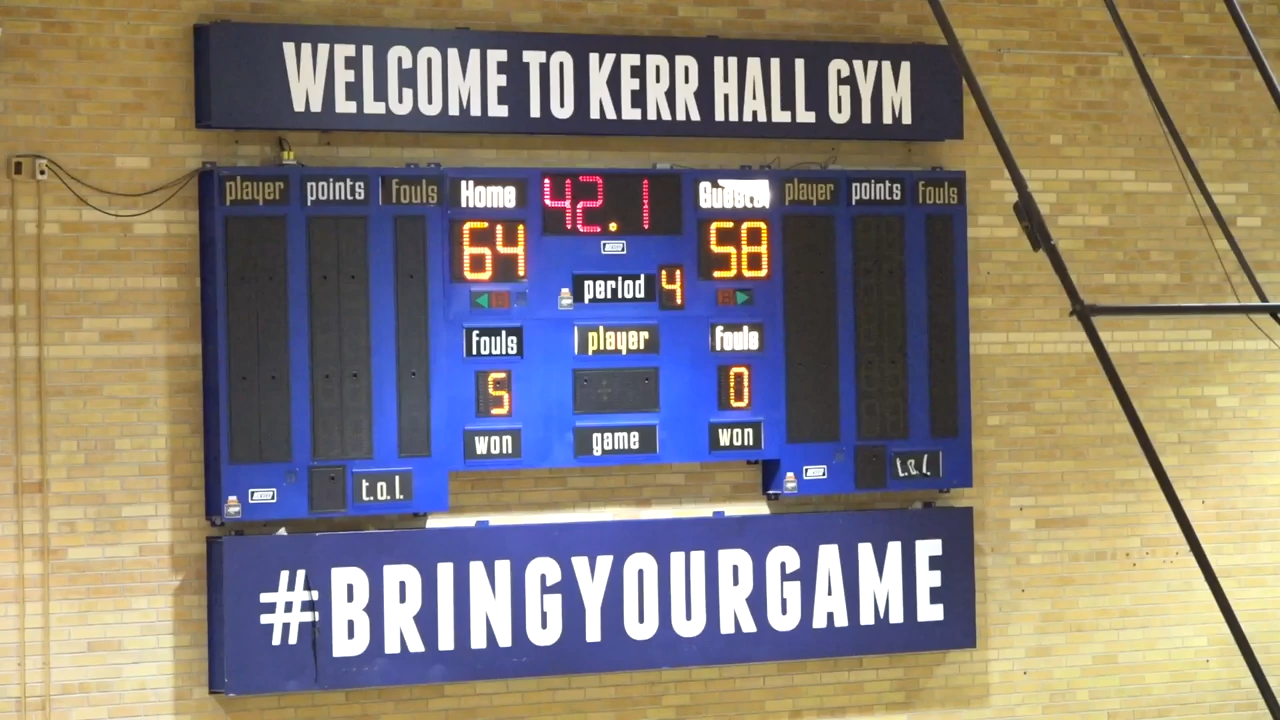 WELCOME TO KERR HALL GYM
player points fouls Home 42.1 Guests player points fouls
64 58
period 4
fouls player fouls
5 0
won game won
t.o.l. t.o.l.
#BRINGYOURGAME